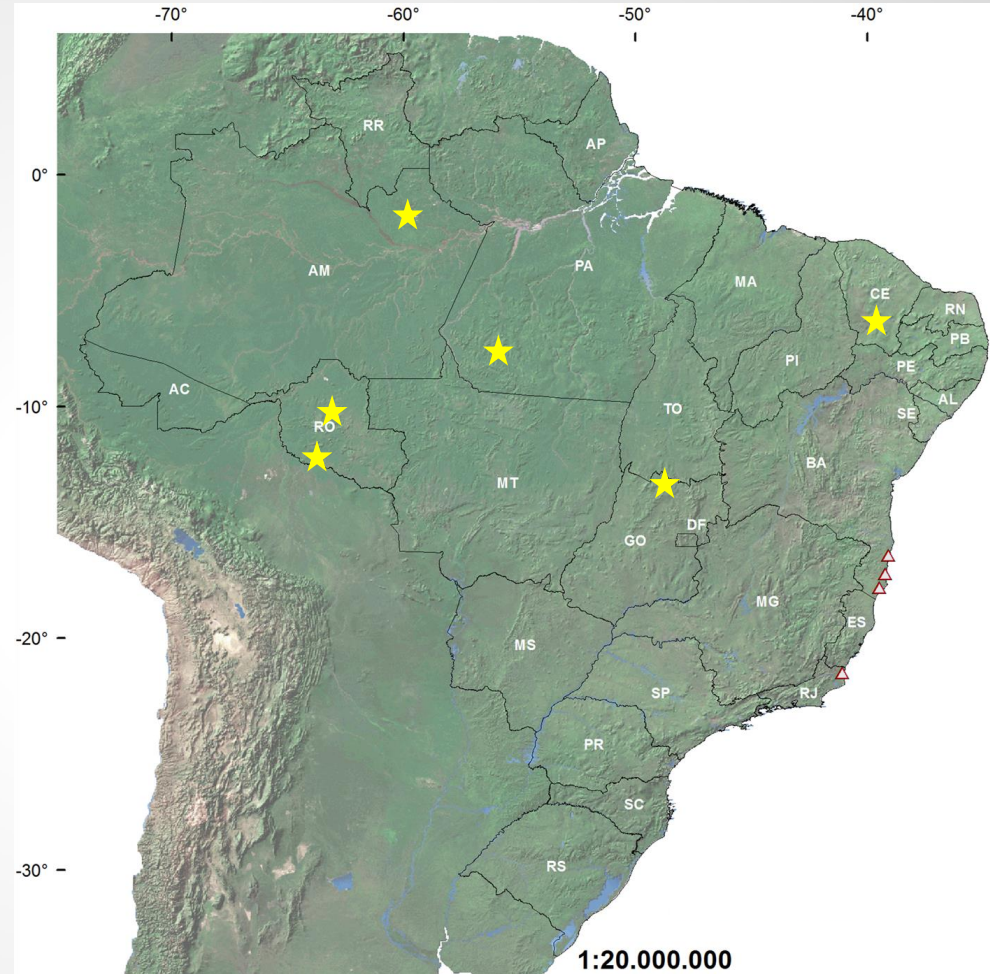 -70° -60° -50° -40°
RR
AP
0°
AM
PA
MA
CE
RN
PB
PI
PE
AC
AL
-10°
TO
SE
RO
BA
MT
DF
GO
MG
ES
-20°
MS
SP
RJ
PR
SC
-30°
RS
1:20.000.000